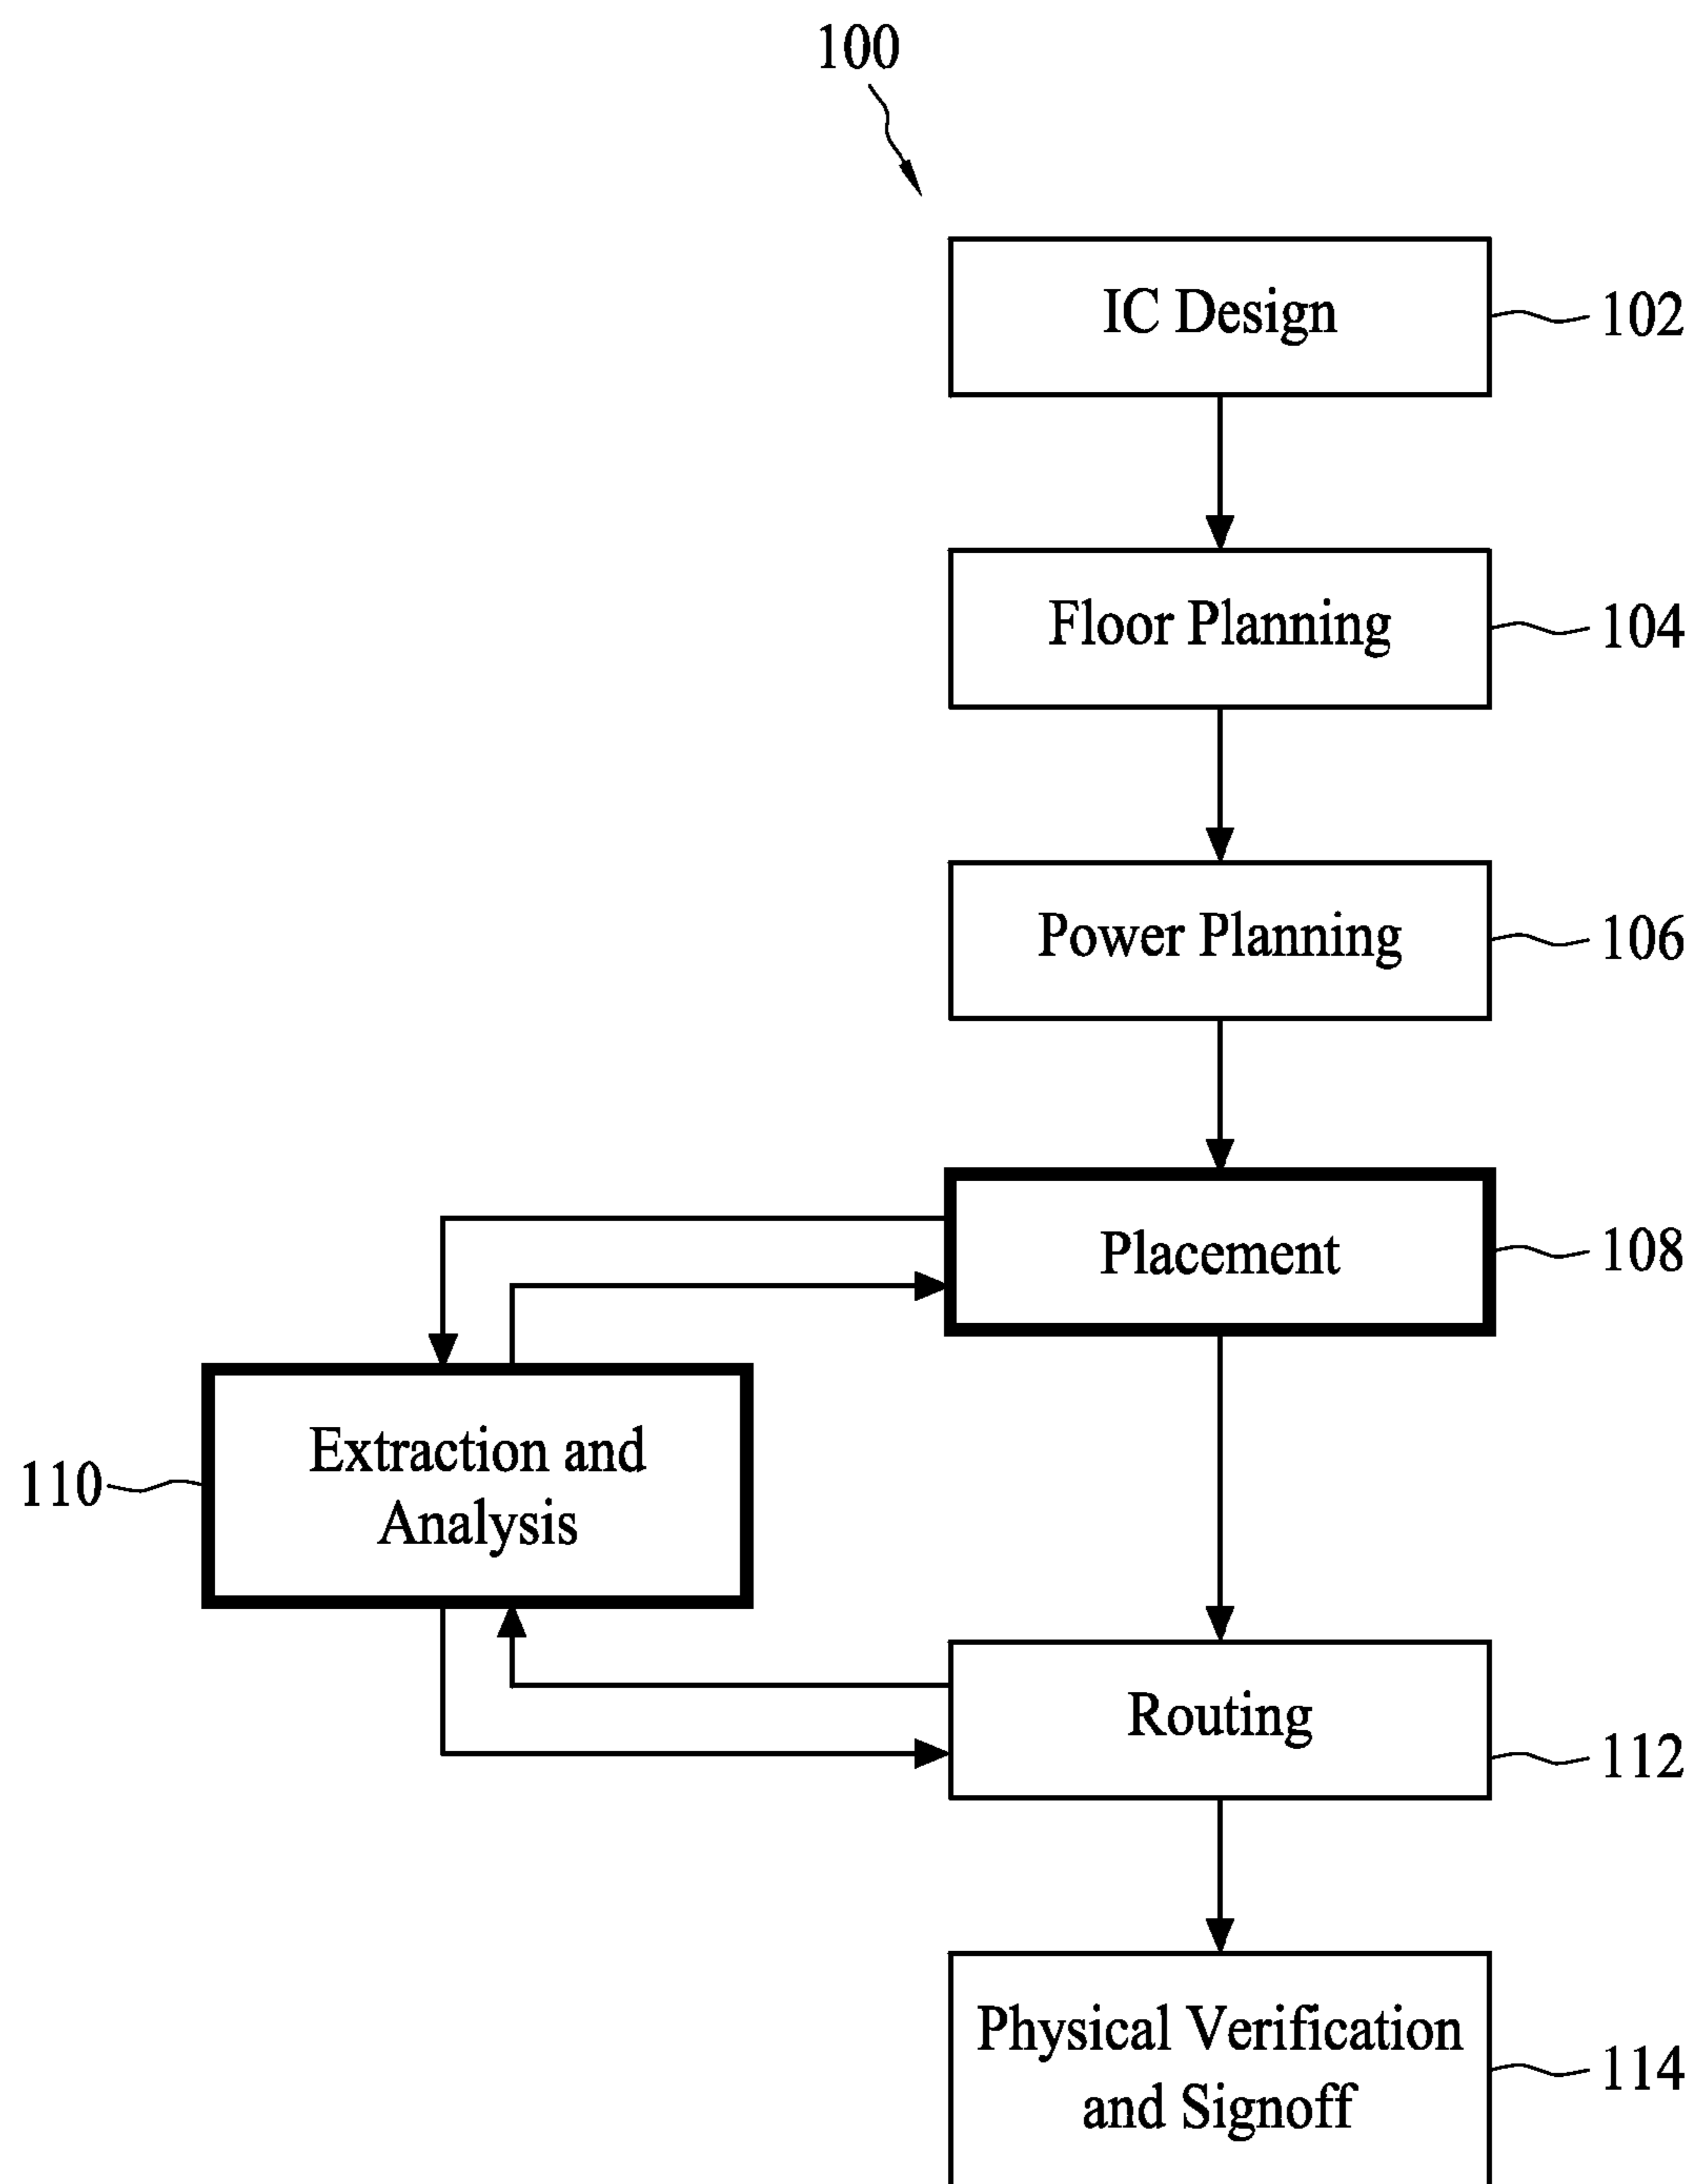 100
IC Design
102
Floor Planning
104
Power Planning
106
Placement
108
Extraction and
Analysis
110
Routing
112
Physical Verification
and Signoff
114